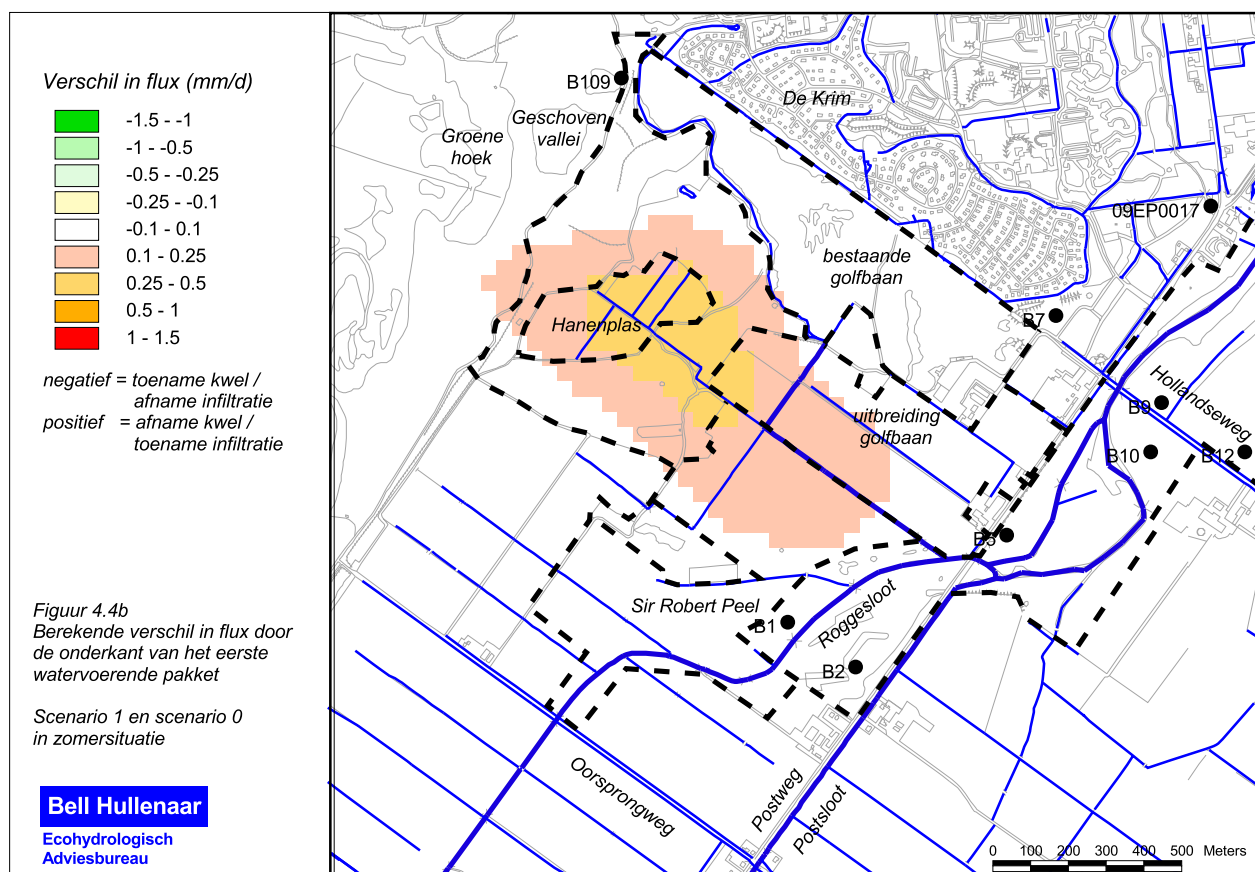 Verschil in flux (mm/d)
-1.5 - -1
-1 - -0.5
-0.5 - -0.25
-0.25 - -0.1
-0.1 - 0.1
0.1 - 0.25
0.25 - 0.5
0.5 - 1
1 - 1.5
negatief = toename kwel /
afname infiltratie
positief = afname kwel /
toename infiltratie
Figuur 4.4b
Berekende verschil in flux door
de onderkant van het eerste
watervoerende pakket
Scenario 1 en scenario 0
in zomersituatie
Bell Hullenaar
Ecohydrologisch
Adviesbureau
B109
De Krim
Geschoven
vallei
Groene
hoek
09EP0017
bestaande
golfbaan
B7
Hanenplas
Hollandseweg
B9
uitbreiding
golfbaan
B10
B12
B5
Sir Robert Peel
B1
Roggesloot
B2
Oorsprongweg
Postweg
Postsloot
0 100 200 300 400 500 Meters